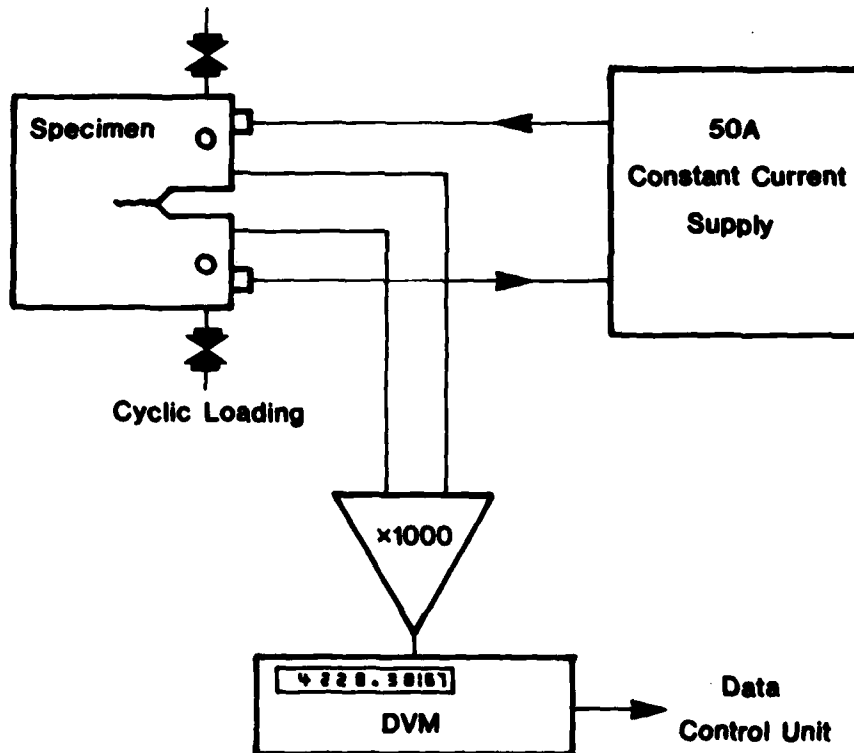 Specimen
50A
Constant Current
Supply
Cyclic Loading
×1000
DVM
Data
Control Unit